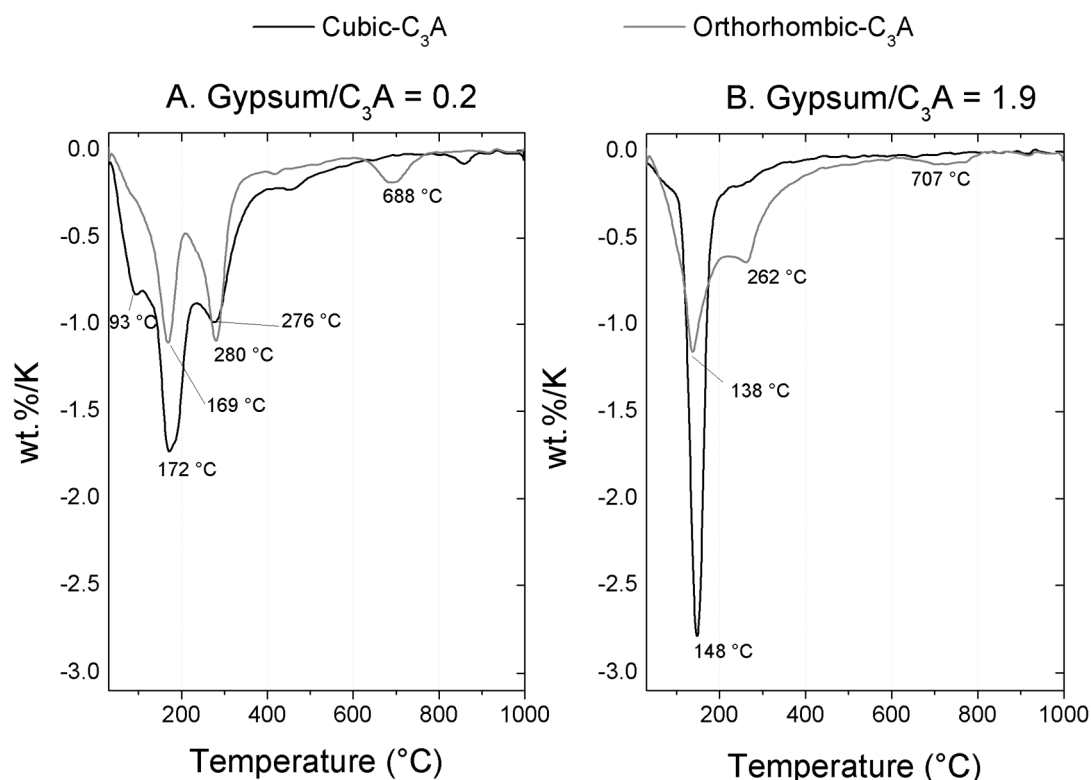 Cubic-C₃A
Orthorhombic-C₃A
A. Gypsum/C₃A = 0.2
B. Gypsum/C₃A = 1.9
0.0
-0.5
-1.0
-1.5
-2.0
-2.5
-3.0
wt.%/K
688 °C
93 °C
276 °C
280 °C
169 °C
172 °C
200
400
600
800
1000
Temperature (°C)
0.0
-0.5
-1.0
-1.5
-2.0
-2.5
-3.0
wt.%/K
707 °C
262 °C
138 °C
148 °C
200
400
600
800
1000
Temperature (°C)